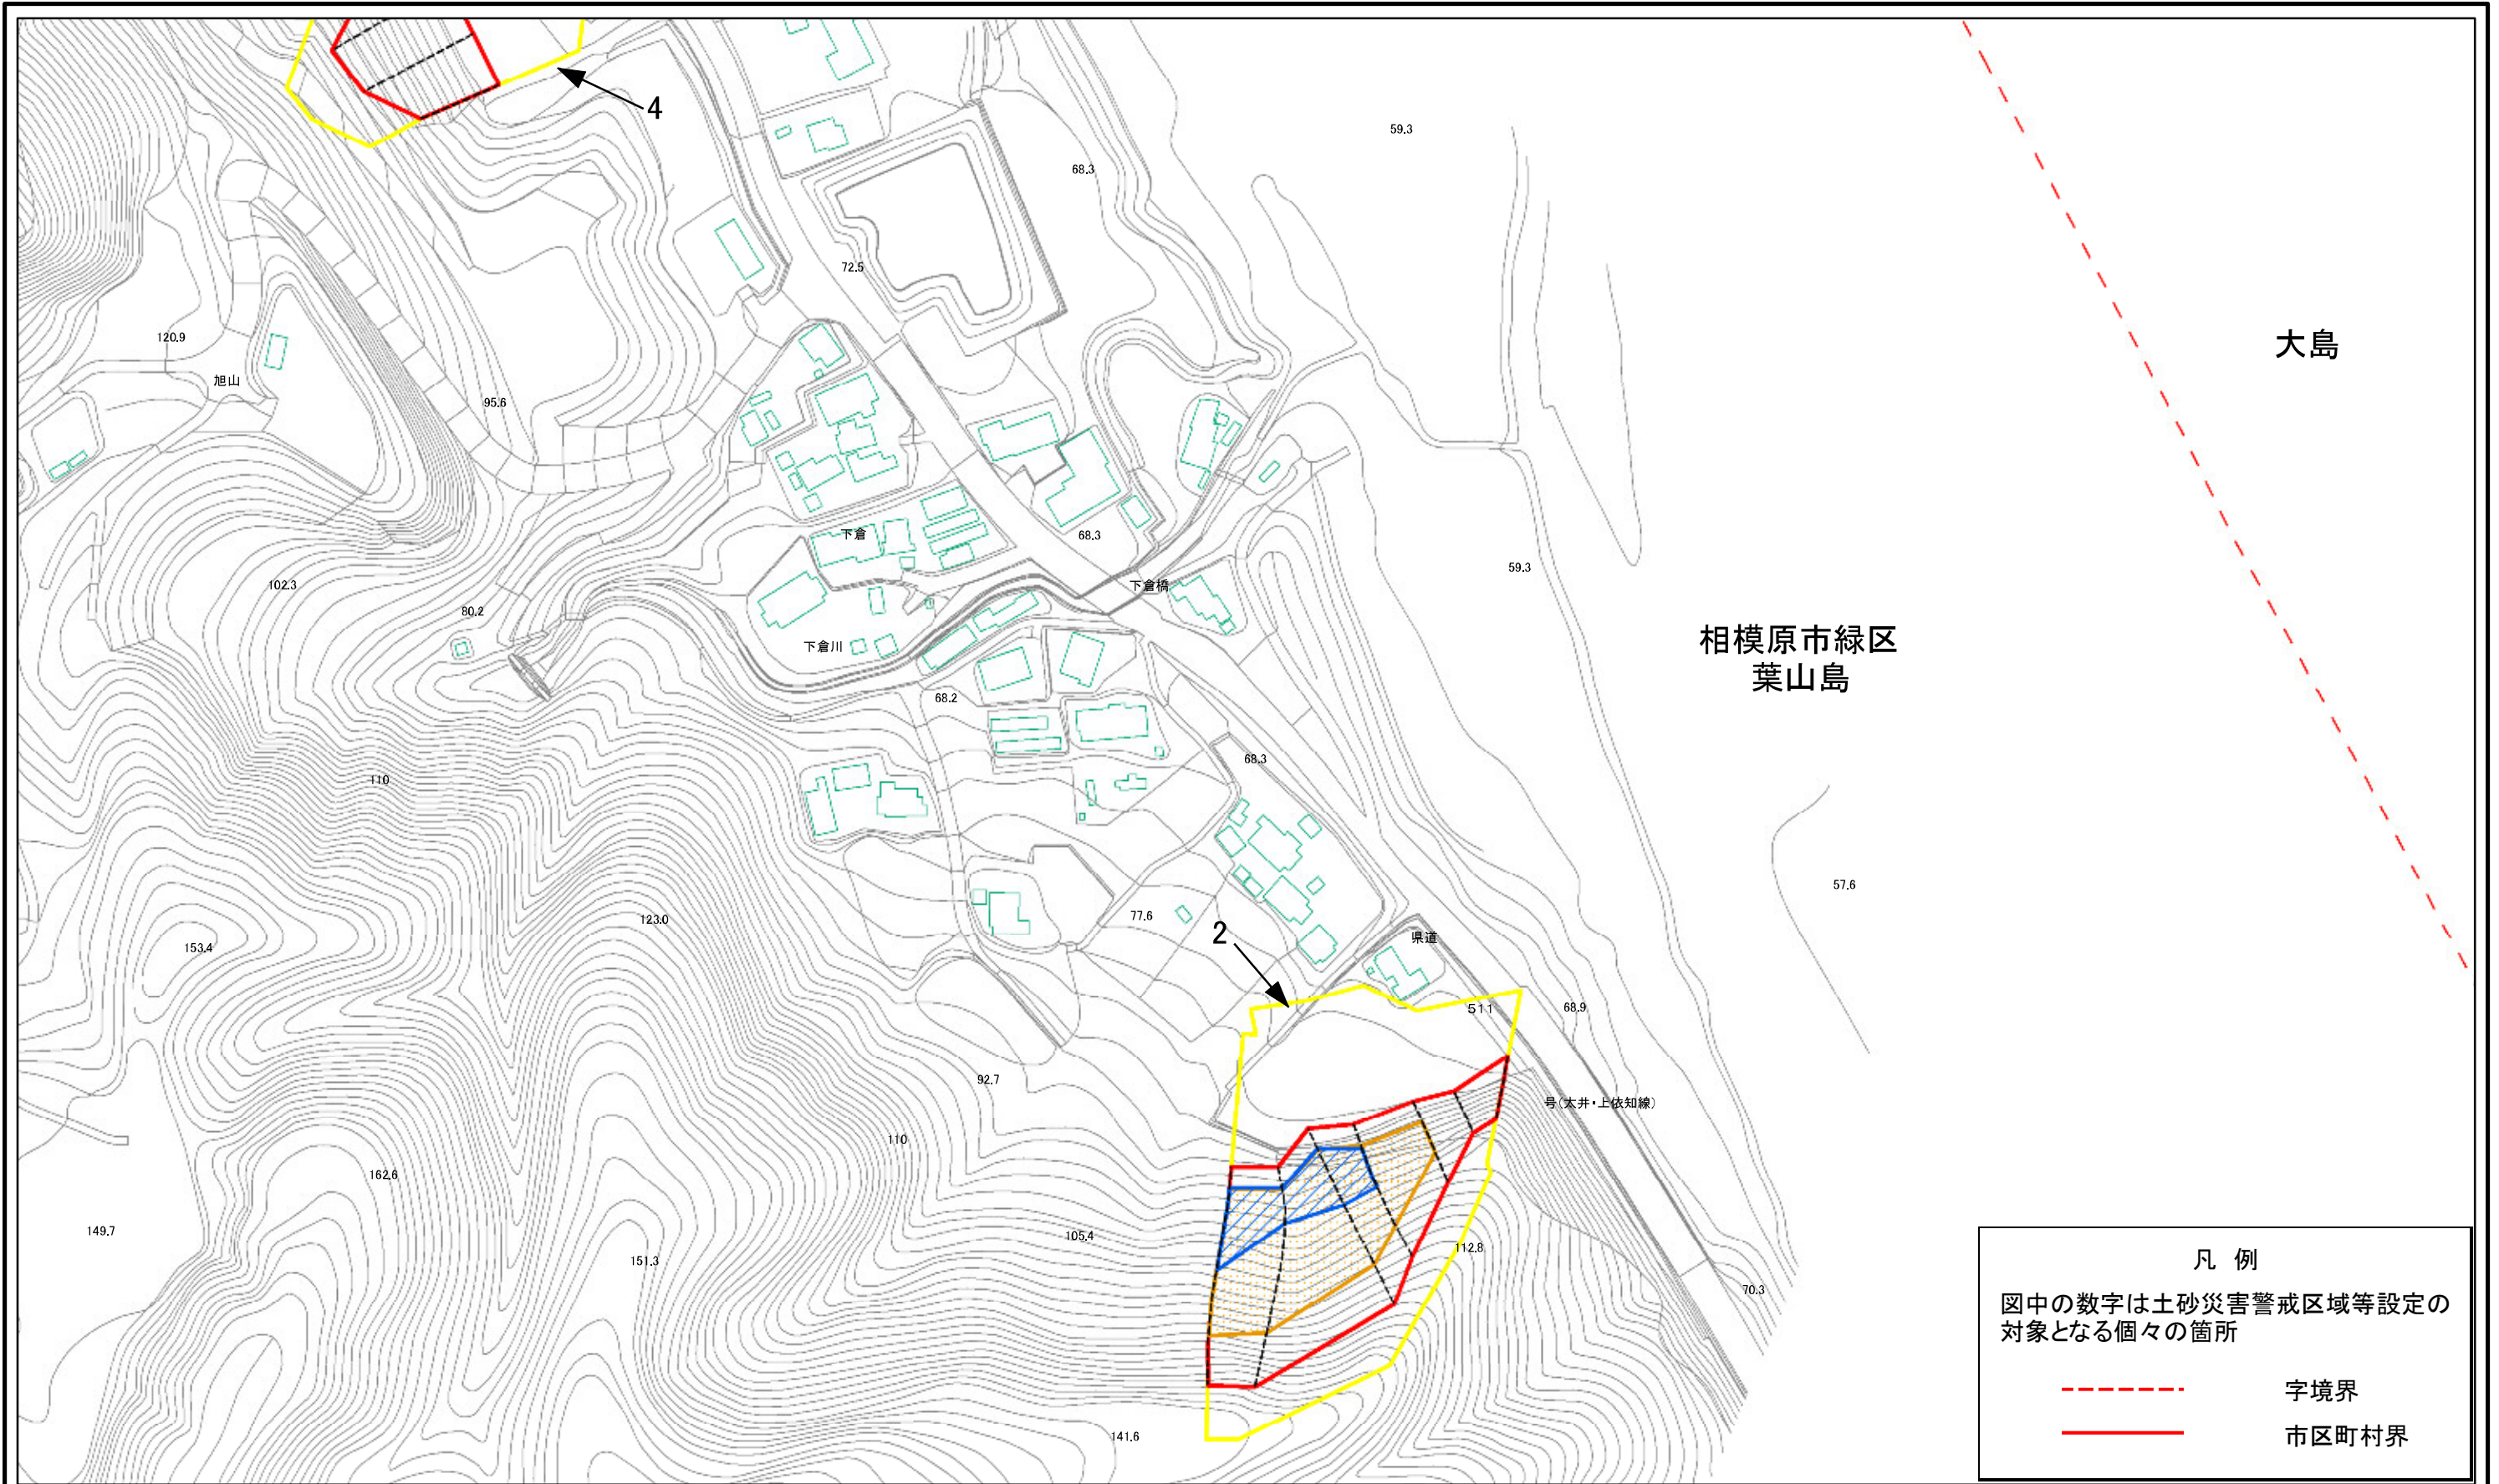 4
59.3
68.3
72.5
120.9
旭山
95.6
大島
下倉
68.3
59.3
102.3
80.2
下倉橋
下倉川
相模原市緑区
葉山島
68.2
68.3
110
57.6
123.0
77.6
153.4
2
県道
511
68.9
92.7
号(太井・上依知線)
110
162.6
149.7
105.4
151.3
112.8
70.3
141.6
凡 例
図中の数字は土砂災害警戒区域等設定の
対象となる個々の箇所
字境界
市区町村界